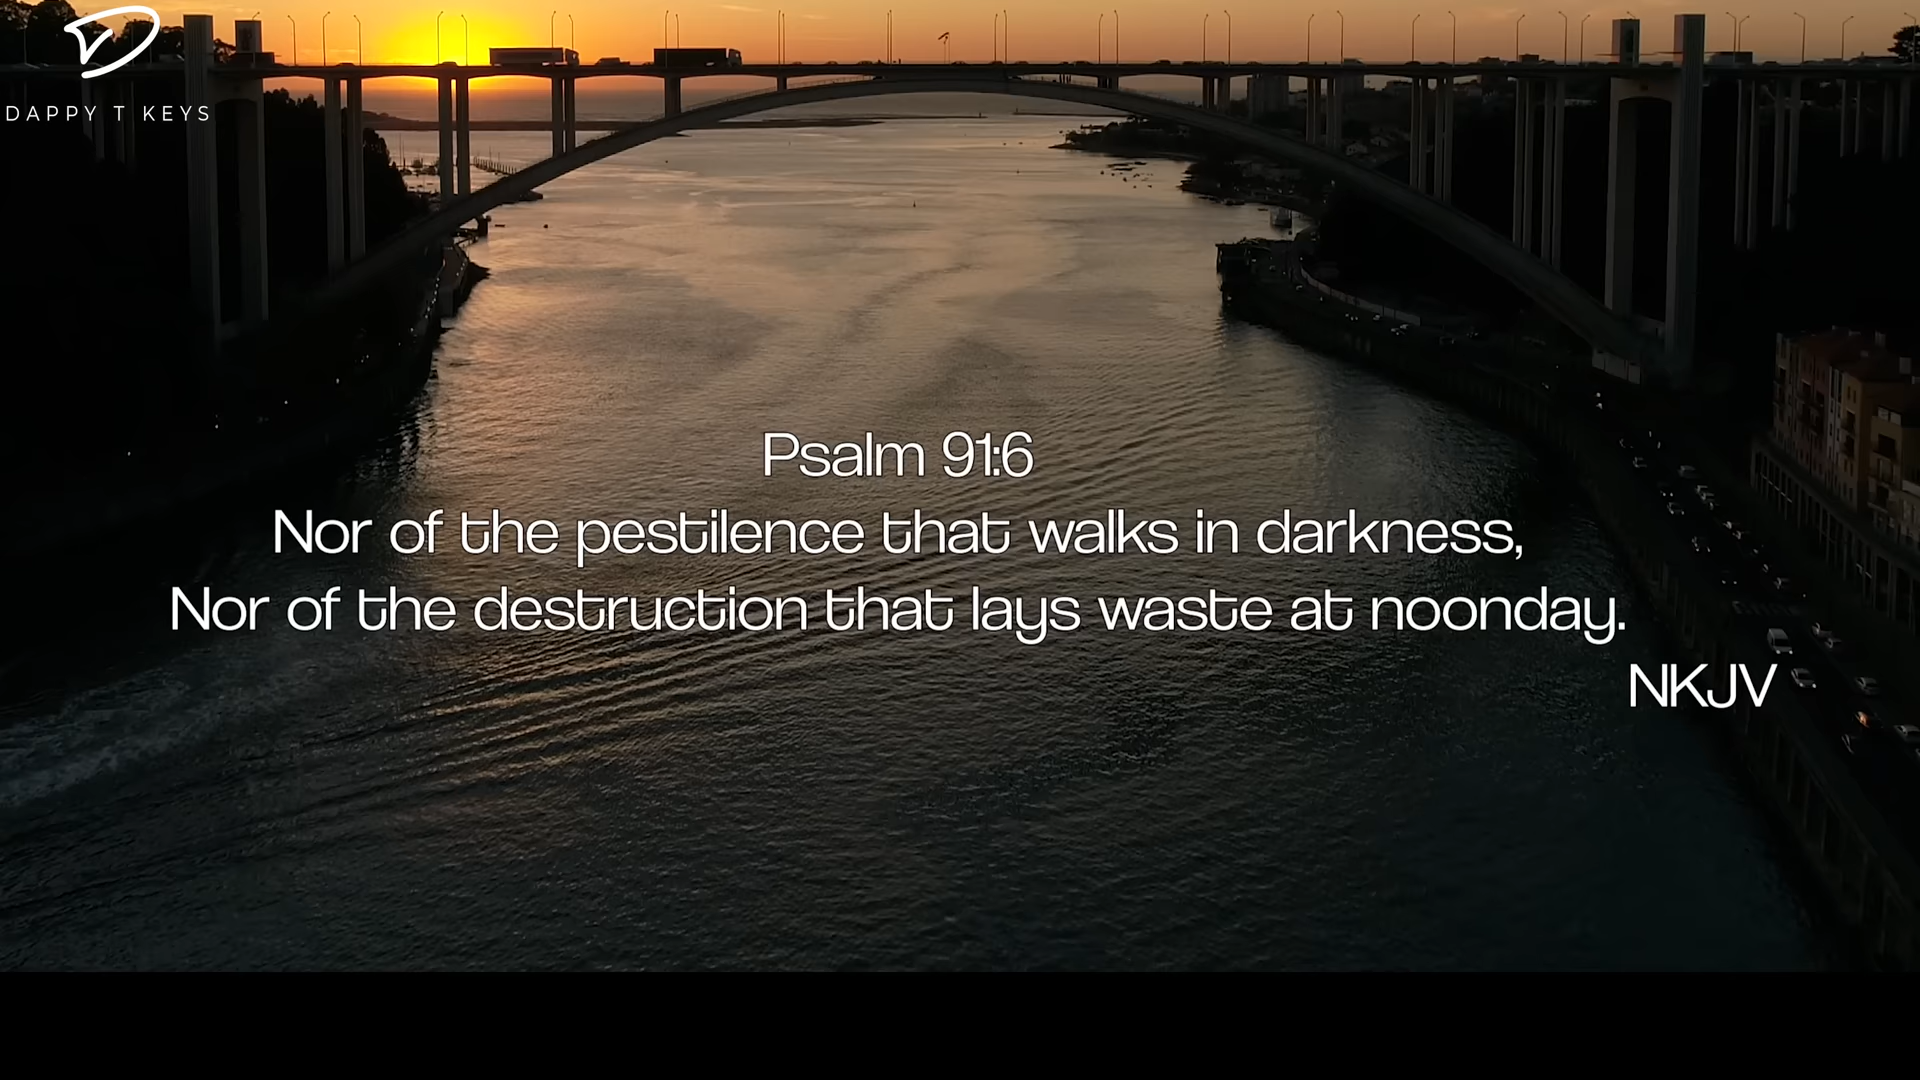 DAPPY T KEYS
Psalm 91:6
Nor of the pestilence that walks in darkness,
Nor of the destruction that lays waste at noonday.
NKJV